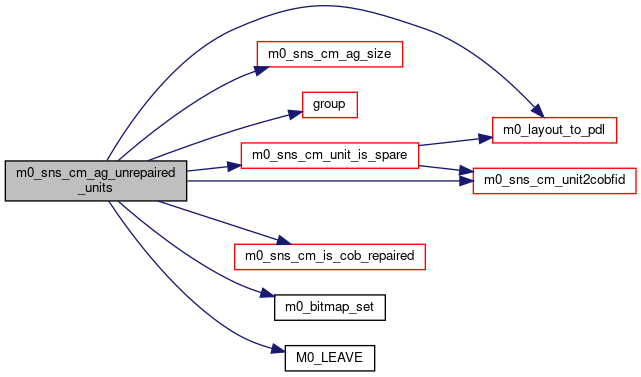 m0_sns_cm_ag_unrepaired
_units
m0_sns_cm_ag_size
group
m0_sns_cm_unit_is_spare
m0_sns_cm_is_cob_repaired
m0_bitmap_set
M0_LEAVE
m0_layout_to_pdl
m0_sns_cm_unit2cobfid